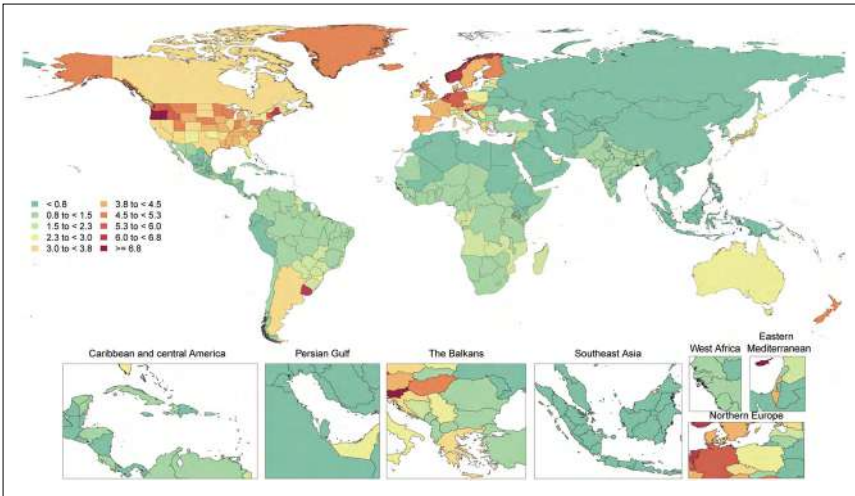 < 0.8
0.8 to < 1.5
1.5 to < 2.3
2.3 to < 3.0
3.0 to < 3.8
3.8 to < 4.5
4.5 to < 5.3
5.3 to < 6.0
6.0 to < 6.8
>= 6.8
Caribbean and central America
Persian Gulf
The Balkans
Southeast Asia
West Africa
Eastern
Mediterranean
Northern Europe